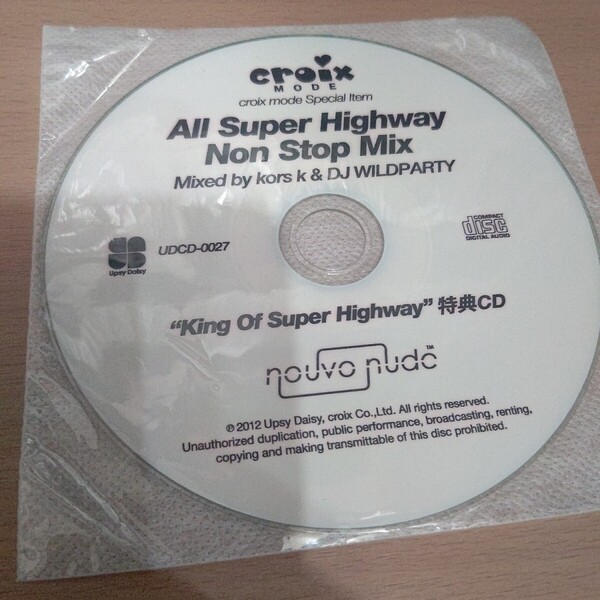 croix
MODE
croix mode Special Item
All Super Highway
Non Stop Mix
Mixed by kors k & DJ WILDPARTY
Upsy Daisy
UDCD-0027
COMPACT
disc
DIGITAL AUDIO
“King Of Super Highway” 特典CD
nouvo nude™
℗ 2012 Upsy Daisy, croix Co.,Ltd. All rights reserved.
Unauthorized duplication, public performance, broadcasting, renting,
copying and making transmittable of this disc prohibited.